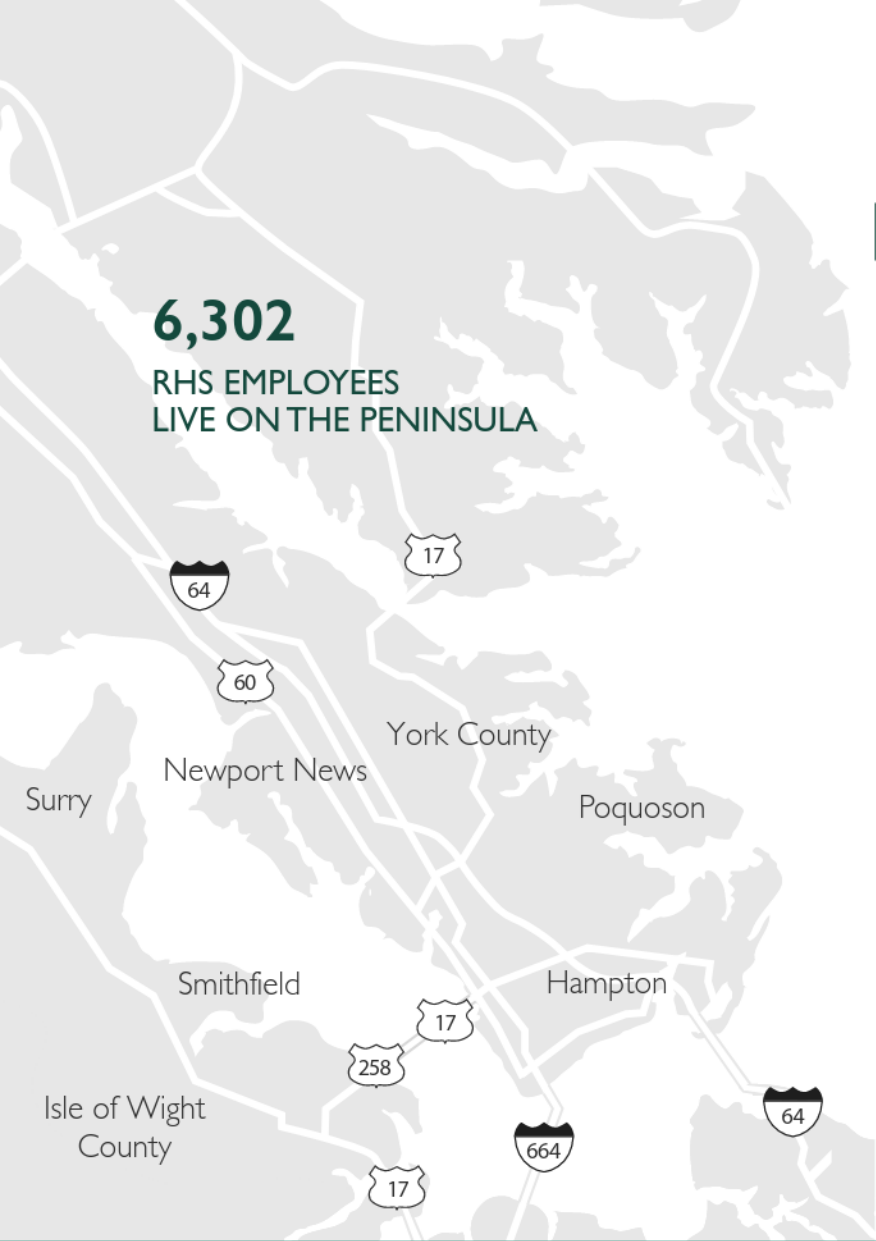 6,302
RHS EMPLOYEES
LIVE ON THE PENINSULA
17
64
60
York County
Newport News
Surry
Poquoson
Smithfield
Hampton
17
258
Isle of Wight
County
64
664
17